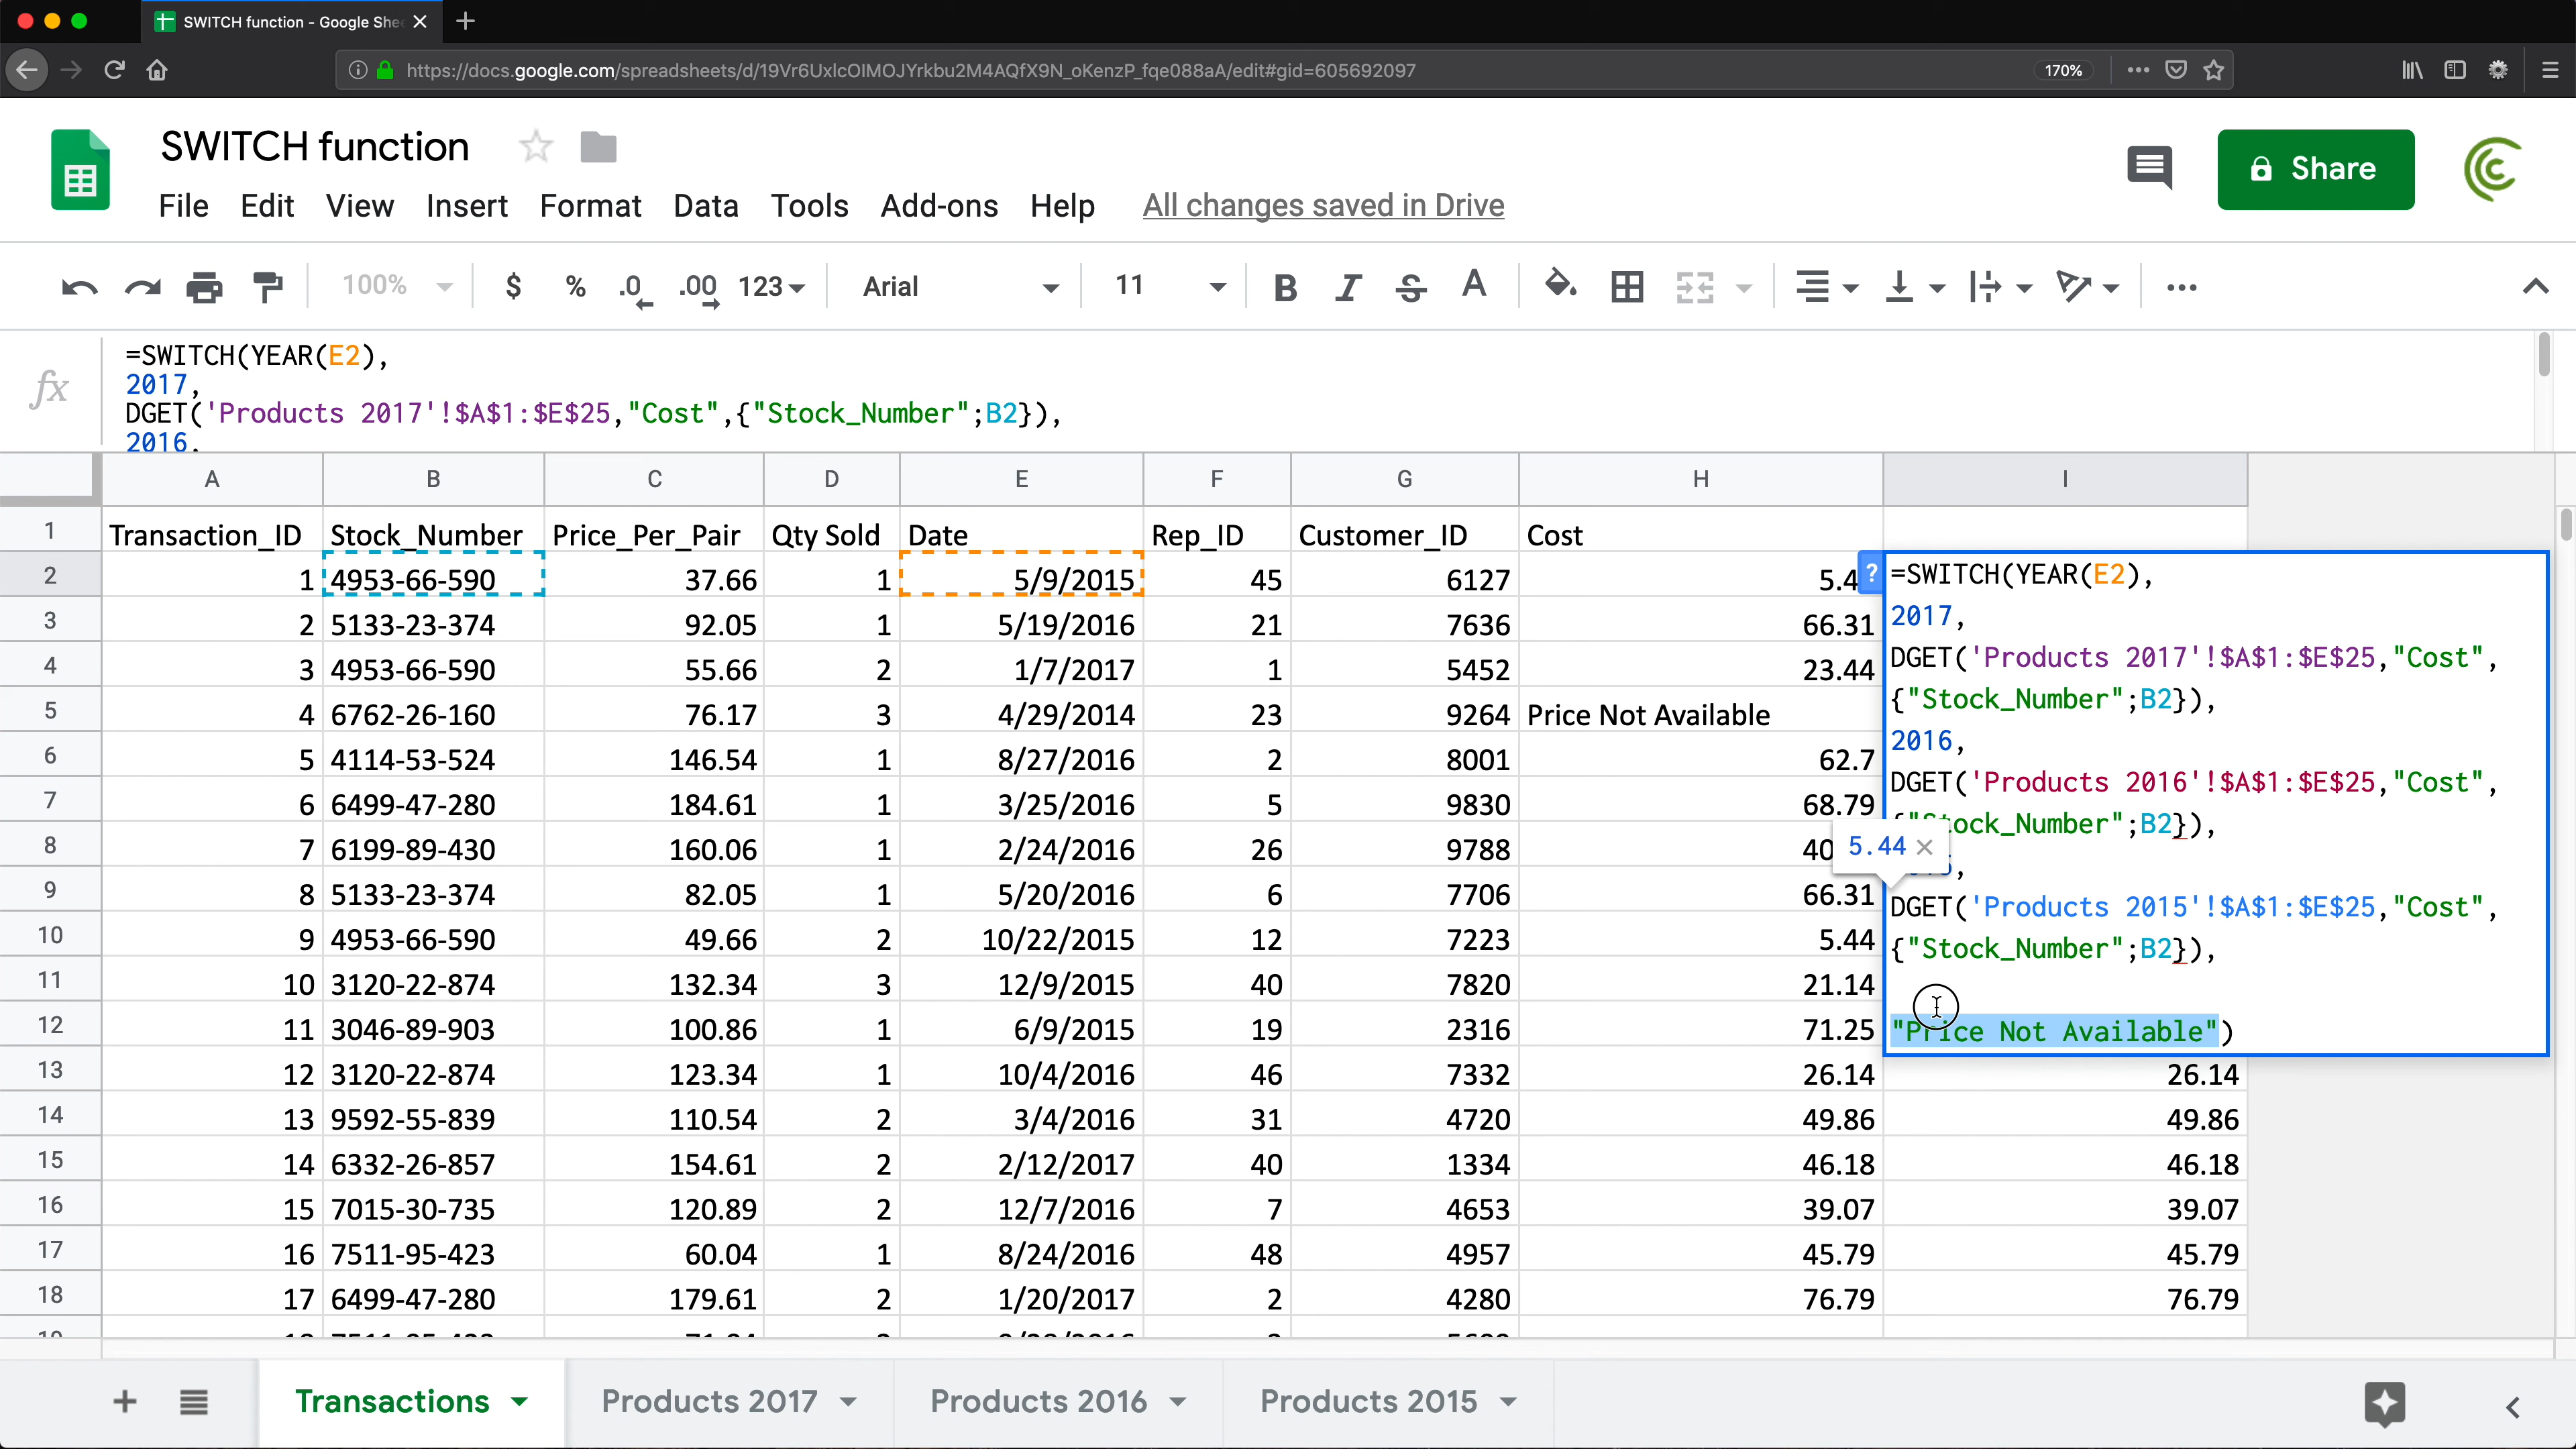 SWITCH function - Google She
https://docs.google.com/spreadsheets/d/19Vr6UxlcOIMOJYrkbu2M4AQfX9N_oKenzP_fqe088aA/edit#gid=605692097
170%
SWITCH function
Share
File Edit View Insert Format Data Tools Add-ons Help All changes saved in Drive
100% $ % .0 .00 123 Arial 11 B I S A
fx
=SWITCH(YEAR(E2),
2017,
DGET('Products 2017'!$A$1:$E$25,"Cost",{"Stock_Number";B2}),
2016,
A B C D E F G H I
1 Transaction_ID Stock_Number Price_Per_Pair Qty Sold Date Rep_ID Customer_ID Cost
2 1 4953-66-590 37.66 1 5/9/2015 45 6127 5.4 ? =SWITCH(YEAR(E2),
3 2 5133-23-374 92.05 1 5/19/2016 21 7636 66.31 2017,
4 3 4953-66-590 55.66 2 1/7/2017 1 5452 23.44 DGET('Products 2017'!$A$1:$E$25,"Cost",
5 4 6762-26-160 76.17 3 4/29/2014 23 9264 Price Not Available {"Stock_Number";B2}),
6 5 4114-53-524 146.54 1 8/27/2016 2 8001 62.7 2016,
7 6 6499-47-280 184.61 1 3/25/2016 5 9830 68.79 DGET('Products 2016'!$A$1:$E$25,"Cost",
{"Stock_Number";B2}),
8 7 6199-89-430 160.06 1 2/24/2016 26 9788 40 5.44 ×
9 8 5133-23-374 82.05 1 5/20/2016 6 7706 66.31 DGET('Products 2015'!$A$1:$E$25,"Cost",
10 9 4953-66-590 49.66 2 10/22/2015 12 7223 5.44 {"Stock_Number";B2}),
11 10 3120-22-874 132.34 3 12/9/2015 40 7820 21.14
12 11 3046-89-903 100.86 1 6/9/2015 19 2316 71.25 "Price Not Available")
13 12 3120-22-874 123.34 1 10/4/2016 46 7332 26.14 26.14
14 13 9592-55-839 110.54 2 3/4/2016 31 4720 49.86 49.86
15 14 6332-26-857 154.61 2 2/12/2017 40 1334 46.18 46.18
16 15 7015-30-735 120.89 2 12/7/2016 7 4653 39.07 39.07
17 16 7511-95-423 60.04 1 8/24/2016 48 4957 45.79 45.79
18 17 6499-47-280 179.61 2 1/20/2017 2 4280 76.79 76.79
Transactions Products 2017 Products 2016 Products 2015